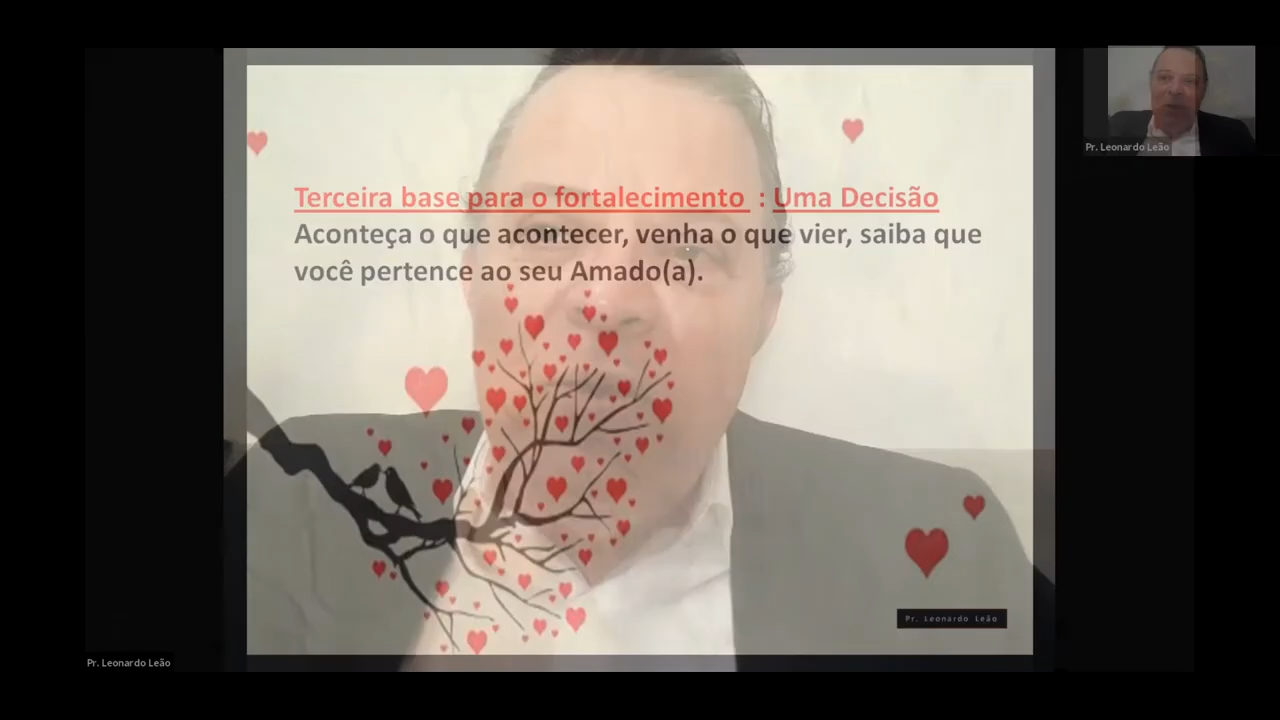 Pr. Leonardo Leão
Terceira base para o fortalecimento : Uma Decisão
Aconteça o que acontecer, venha o que vier, saiba que
você pertence ao seu Amado(a).
Pr. Leonardo Leão
Pr. Leonardo Leão